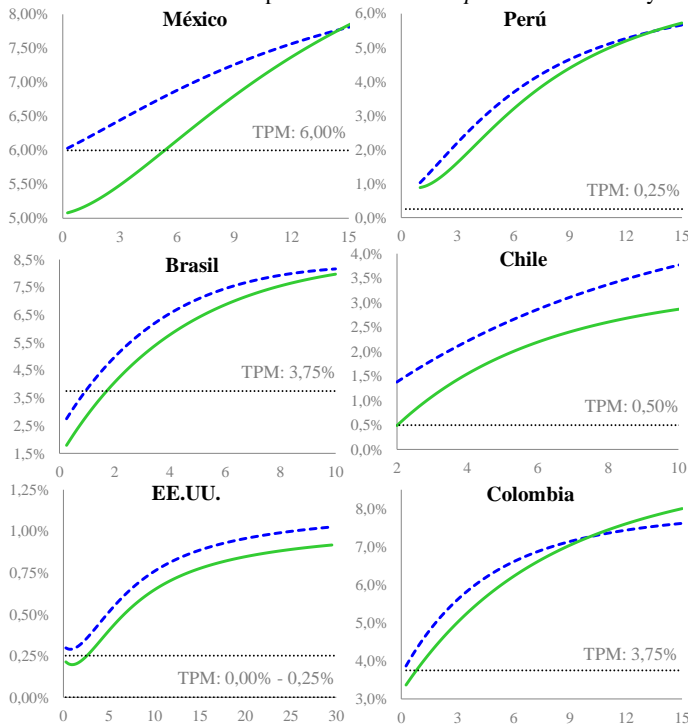 México
8,00%
7,50%
7,00%
6,50%
6,00%
5,50%
5,00%
TPM: 6,00%
0 3 6 9 12 15
Perú
6,0%
5,0%
4,0%
3,0%
2,0%
1,0%
0,0%
TPM: 0,25%
0 3 6 9 12 15
Brasil
8,5%
7,5%
6,5%
5,5%
4,5%
3,5%
2,5%
1,5%
TPM: 3,75%
0 2 4 6 8 10
Chile
4,0%
3,5%
3,0%
2,5%
2,0%
1,5%
1,0%
0,5%
0,0%
TPM: 0,50%
2 4 6 8 10
EE.UU.
1,25%
1,00%
0,75%
0,50%
0,25%
0,00%
TPM: 0,00% - 0,25%
0 5 10 15 20 25 30
Colombia
8,0%
7,0%
6,0%
5,0%
4,0%
3,0%
TPM: 3,75%
0 3 6 9 12 15